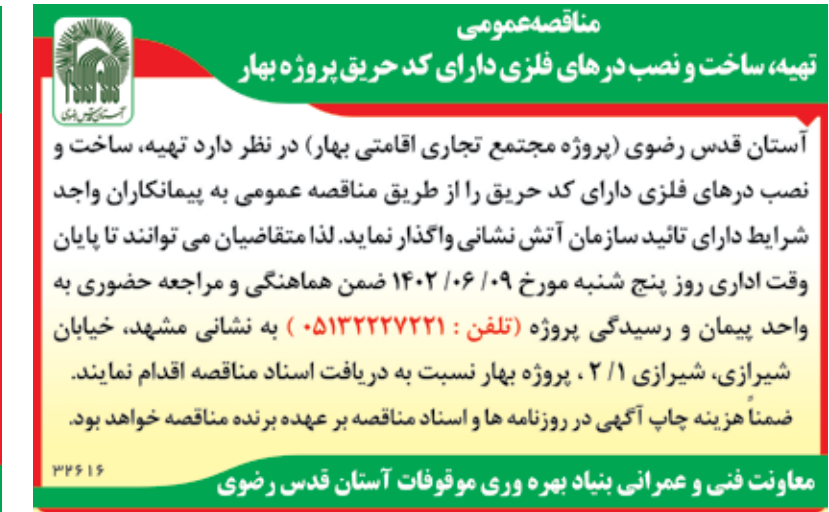 مناقصه‌عمومی
تهیه، ساخت و نصب در های فلزی دارای کد حریق پروژه بهار
آستان قدس رضوی
آستان قدس رضوی (پروژه مجتمع تجاری اقامتی بهار) در نظر دارد تهیه، ساخت و
نصب درهای فلزی دارای کد حریق را از طریق مناقصه عمومی به پیمانکاران واجد
شرایط دارای تائید سازمان آتش نشانی واگذار نماید. لذا متقاضیان می توانند تا پایان
وقت اداری روز پنج شنبه مورخ ۰۹/ ۰۶/ ۱۴۰۲ ضمن هماهنگی و مراجعه حضوری به
واحد پیمان و رسیدگی پروژه (تلفن : ۰۵۱۳۲۲۲۷۲۲۱ ) به نشانی مشهد، خیابان
شیرازی، شیرازی ۱/ ۲ ، پروژه بهار نسبت به دریافت اسناد مناقصه اقدام نمایند.
ضمناً هزینه چاپ آگهی در روزنامه ها و اسناد مناقصه بر عهده برنده مناقصه خواهد بود.
۳۲۶۱۶
معاونت فنی و عمرانی بنیاد بهره وری موقوفات آستان قدس رضوی